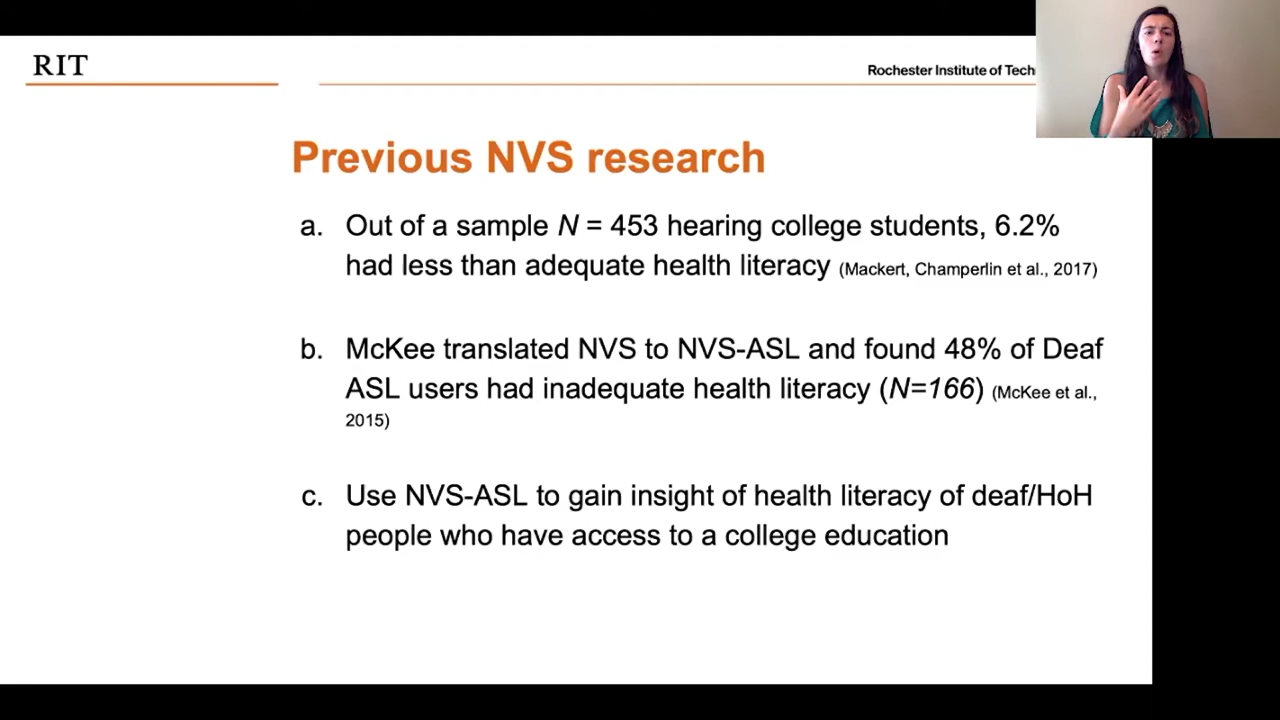 RIT
Rochester Institute of Tech
Previous NVS research
a. Out of a sample N = 453 hearing college students, 6.2%
had less than adequate health literacy (Mackert, Champerlin et al., 2017)
b. McKee translated NVS to NVS-ASL and found 48% of Deaf
ASL users had inadequate health literacy (N=166) (McKee et al.,
2015)
c. Use NVS-ASL to gain insight of health literacy of deaf/HoH
people who have access to a college education